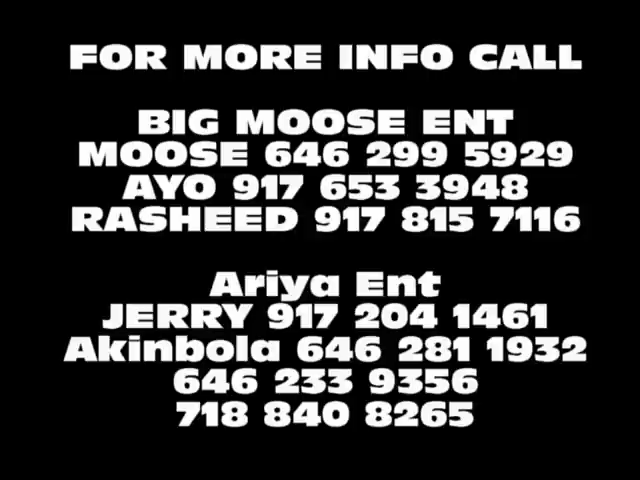 FOR MORE INFO CALL
BIG MOOSE ENT
MOOSE 646 299 5929
AYO 917 653 3948
RASHEED 917 815 7116
Ariya Ent
JERRY 917 204 1461
Akinbola 646 281 1932
646 233 9356
718 840 8265